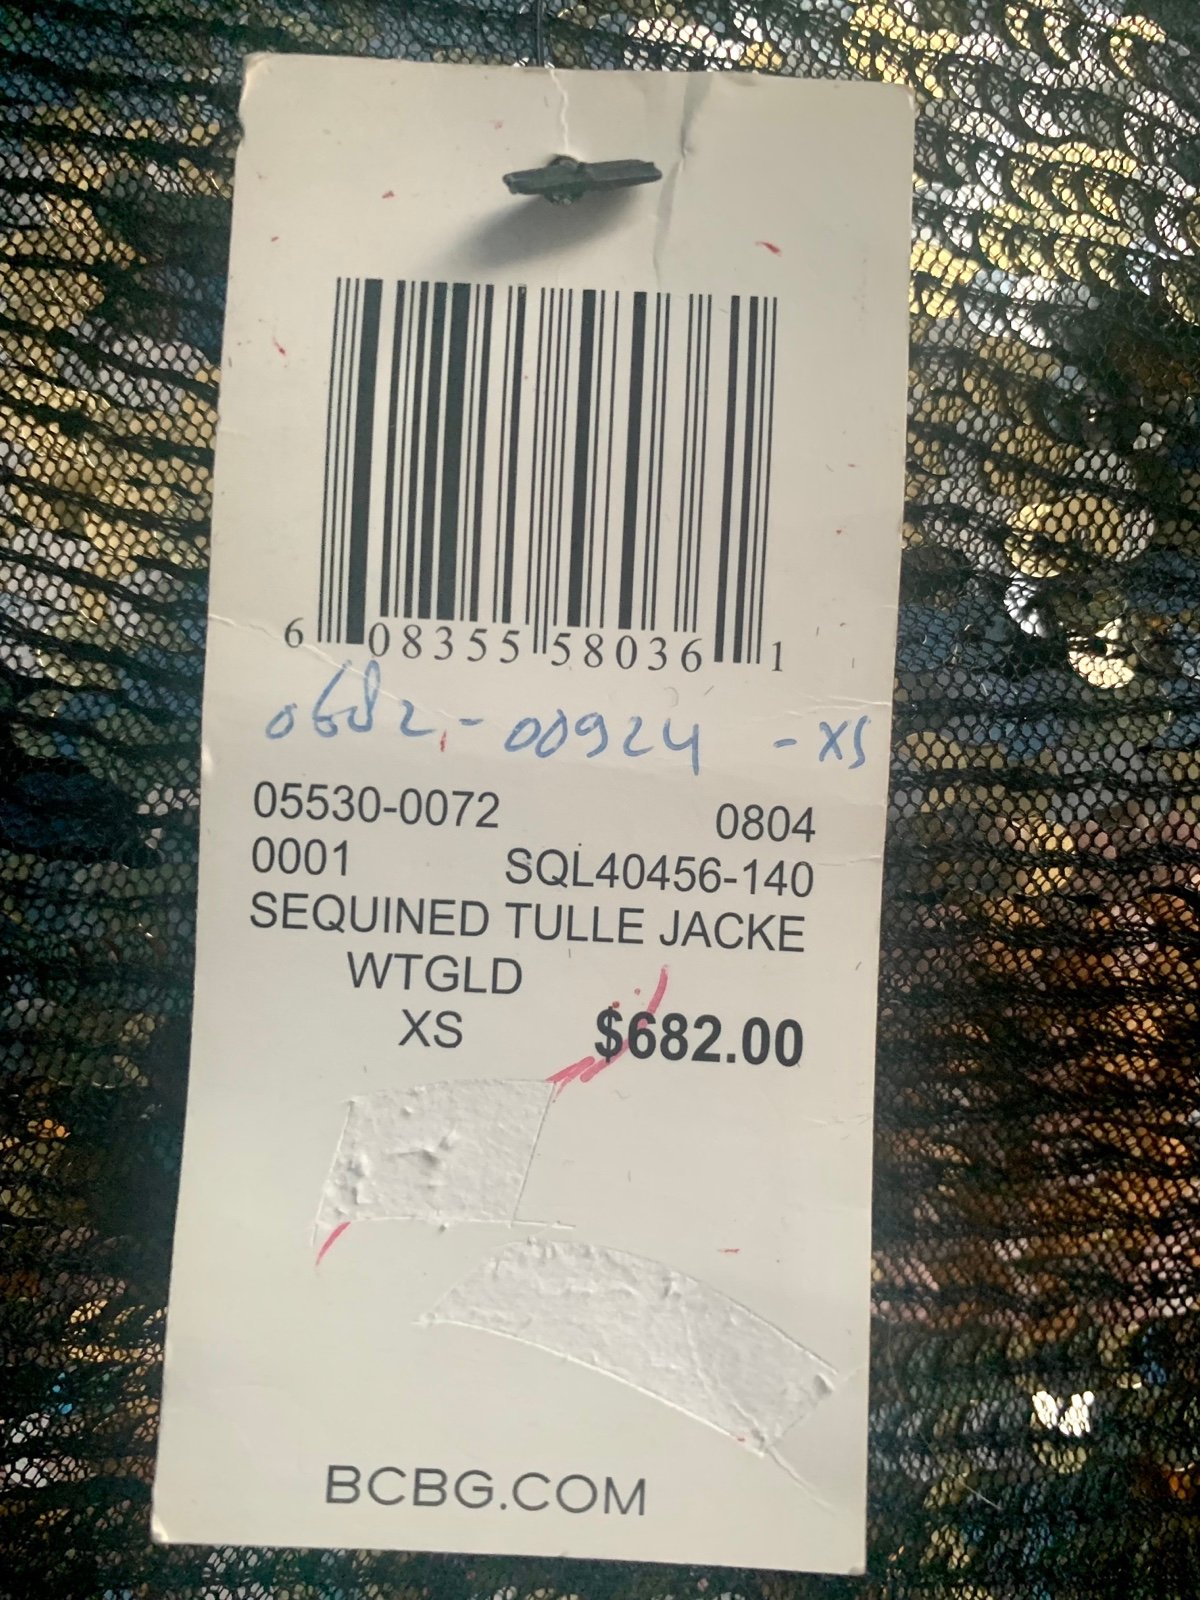 6 08355 58036 1
0682-00924 - XS
05530-0072 0804
0001 SQL40456-140
SEQUINED TULLE JACKE
WTGLD
XS $682.00
BCBG.COM